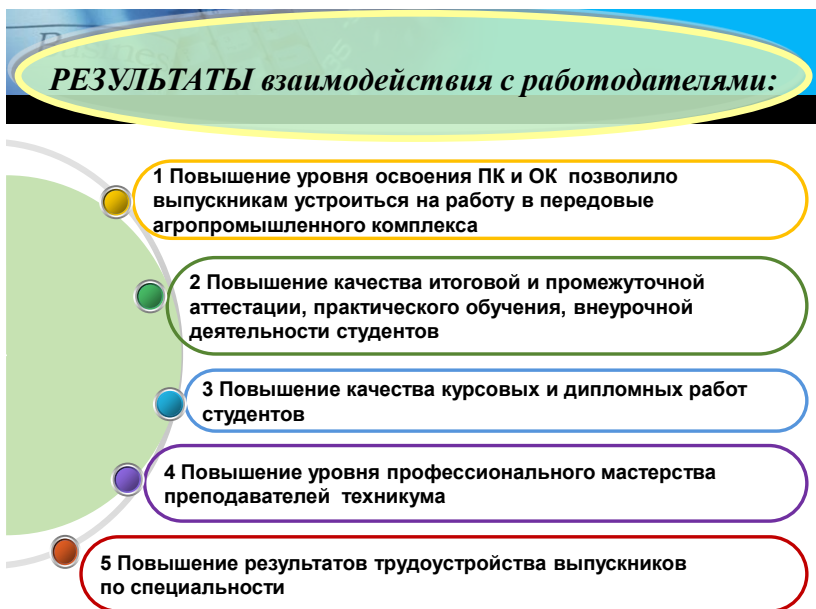 Business
РЕЗУЛЬТАТЫ взаимодействия с работодателями:
1 Повышение уровня освоения ПК и ОК позволило
выпускникам устроиться на работу в передовые
агропромышленного комплекса
2 Повышение качества итоговой и промежуточной
аттестации, практического обучения, внеурочной
деятельности студентов
3 Повышение качества курсовых и дипломных работ
студентов
4 Повышение уровня профессионального мастерства
преподавателей техникума
5 Повышение результатов трудоустройства выпускников
по специальности